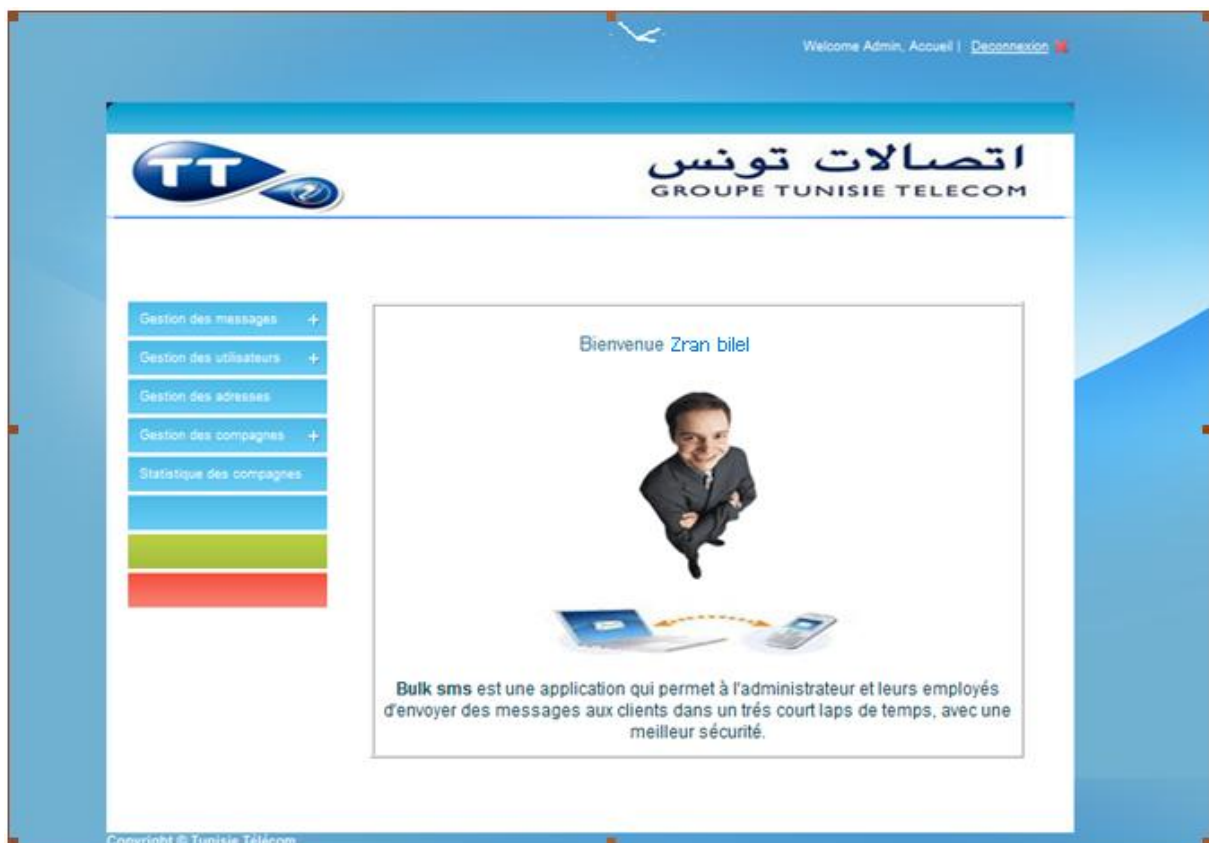 Welcome Admin, Accueil | Deconnexion
TT
اتصالات تونس
GROUPE TUNISIE TELECOM
Gestion des messages +
Gestion des utilisateurs +
Gestion des adresses
Gestion des compagnes +
Statistique des compagnes
Bienvenue Zran bilel
Bulk sms est une application qui permet à l'administrateur et leurs employés
d'envoyer des messages aux clients dans un trés court laps de temps, avec une
meilleur sécurité.
Copyright © Tunisie Télécom